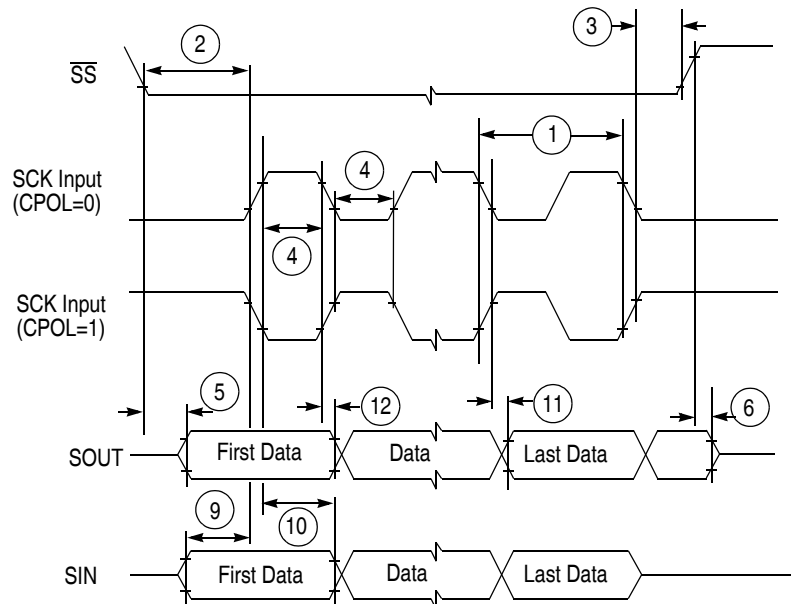 3
2
SS
1
SCK Input
(CPOL=0)
4
4
SCK Input
(CPOL=1)
5
12
11
6
SOUT
First Data
Data
Last Data
9
10
SIN
First Data
Data
Last Data